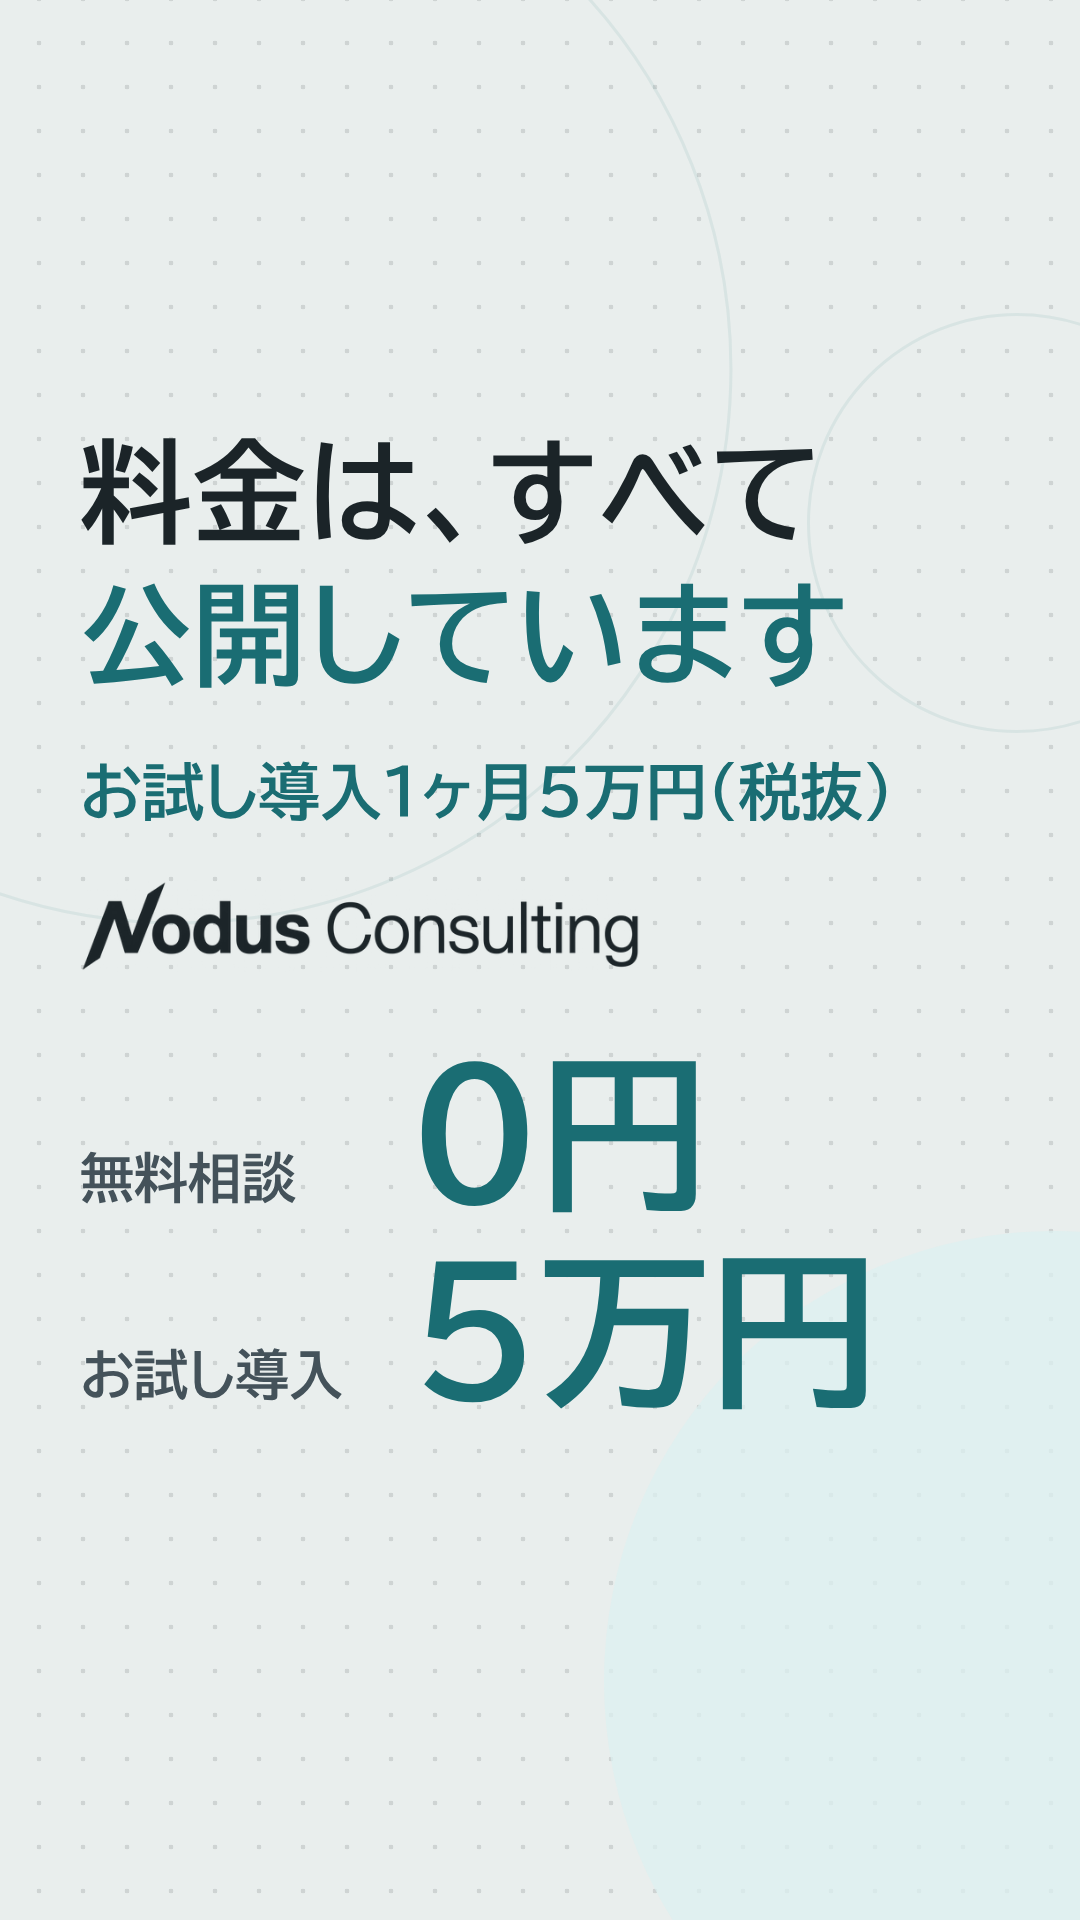 料金は、すべて
公開しています
お試し導入1ヶ月5万円（税抜）
Nodus Consulting
無料相談 0円
お試し導入 5万円